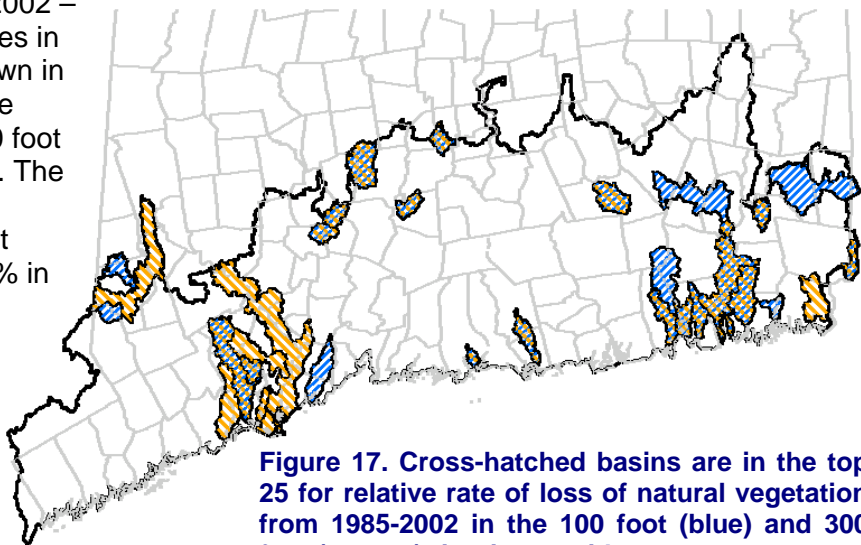 2002 –
es in
wn in
e
0 foot
. The
t
% in
Figure 17. Cross-hatched basins are in the top
25 for relative rate of loss of natural vegetation
from 1985-2002 in the 100 foot (blue) and 300